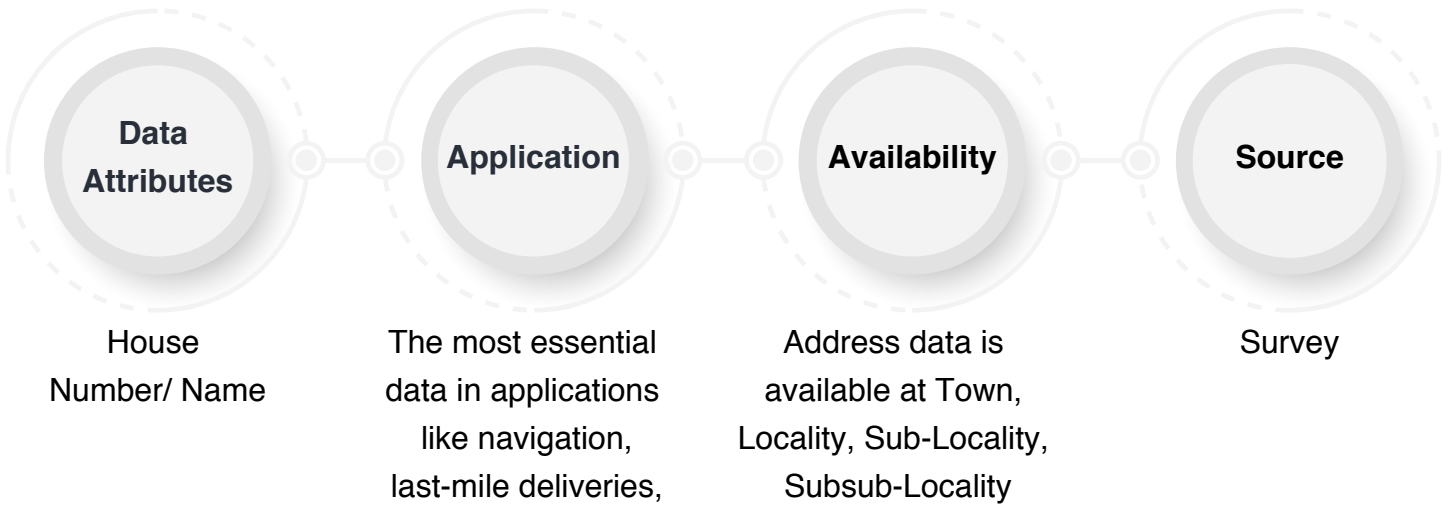 Data
Attributes
Application
Availability
Source
House
Number/ Name
The most essential
data in applications
like navigation,
last-mile deliveries,
Address data is
available at Town,
Locality, Sub-Locality,
Subsub-Locality
Survey